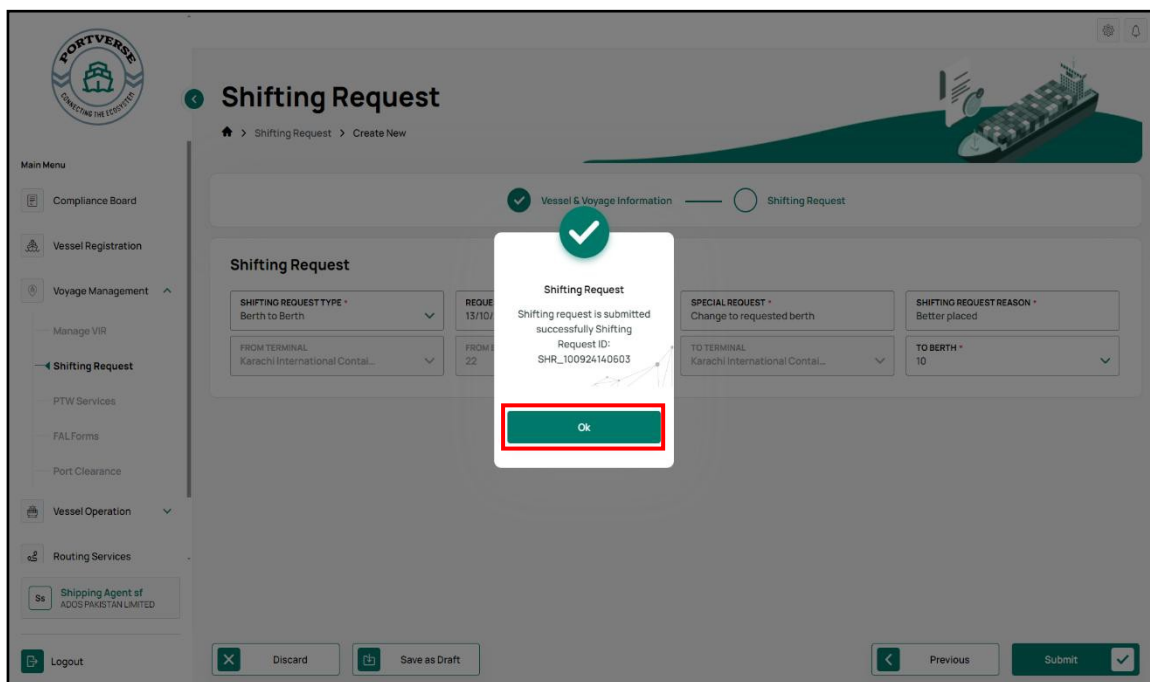 PORTVERSE
CONNECTING THE ECOSYSTEM
Shifting Request
Shifting Request > Create New
Main Menu
Compliance Board
Vessel Registration
Voyage Management
Manage VIR
Shifting Request
PTW Services
FAL Forms
Port Clearance
Vessel Operation
Routing Services
Ss
Shipping Agent sf
ADOS PAKISTAN LIMITED
Logout
Vessel & Voyage Information
Shifting Request
Shifting Request
SHIFTING REQUEST TYPE *
Berth to Berth
13/10/
SPECIAL REQUEST *
Change to requested berth
SHIFTING REQUEST REASON *
Better placed
FROM TERMINAL
Karachi International Contai...
FROM
22
TO TERMINAL
Karachi International Contai...
TO BERTH *
10
Shifting Request
Shifting request is submitted
successfully Shifting
Request ID:
SHR_100924140603
Ok
Discard
Save as Draft
Previous
Submit